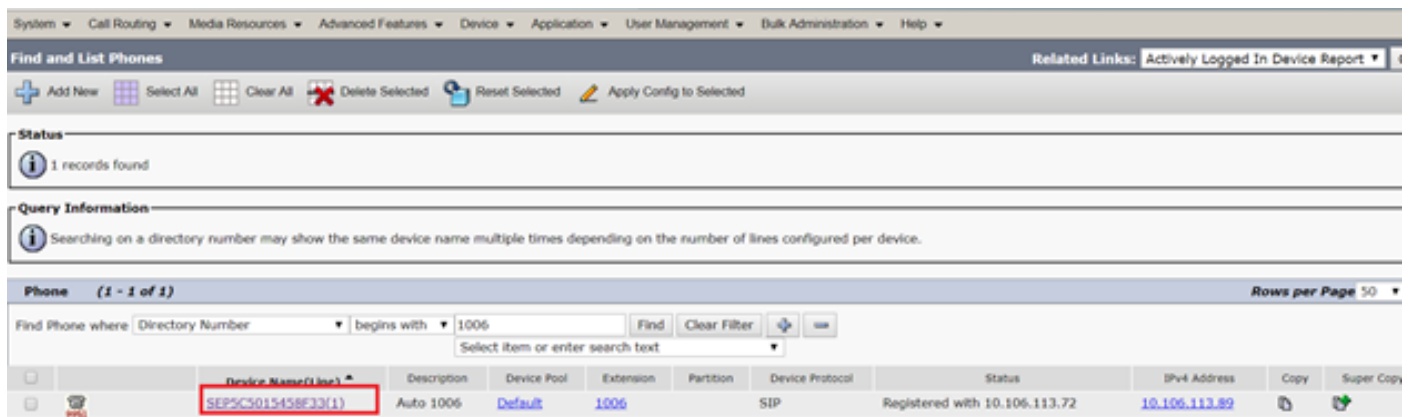 System Call Routing Media Resources Advanced Features Device Application User Management Bulk Administration Help
Find and List Phones Related Links: Actively Logged In Device Report
Add New Select All Clear All Delete Selected Reset Selected Apply Config to Selected
Status
1 records found
Query Information
Searching on a directory number may show the same device name multiple times depending on the number of lines configured per device.
Phone (1 - 1 of 1) Rows per Page 50
Find Phone where Directory Number begins with 1006 Find Clear Filter
Select item or enter search text
Device Name(Line) Description Device Pool Extension Partition Device Protocol Status IPv4 Address Copy Super Copy
SEP5C5015458F33(1) Auto 1006 Default 1006 SIP Registered with 10.106.113.72 10.106.113.89